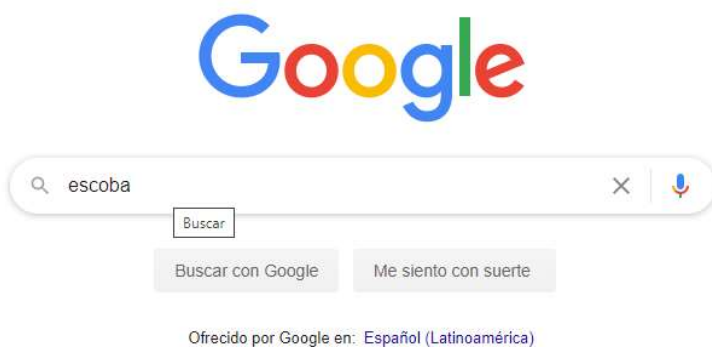 Google
escoba
Buscar
Buscar con Google Me siento con suerte
Ofrecido por Google en: Español (Latinoamérica)